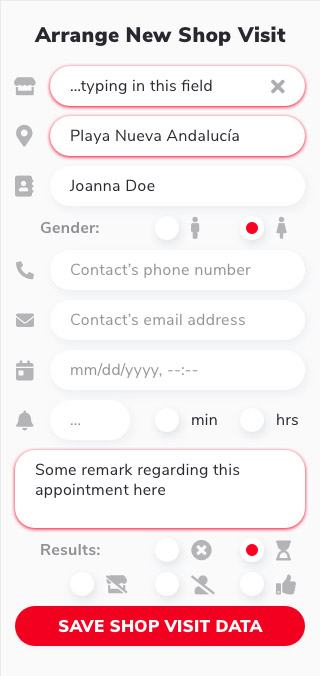 Arrange New Shop Visit
...typing in this field
Playa Nueva Andalucía
Joanna Doe
Gender:
Contact's phone number
Contact's email address
mm/dd/yyyy, --:--
... min hrs
Some remark regarding this
appointment here
Results:
SAVE SHOP VISIT DATA